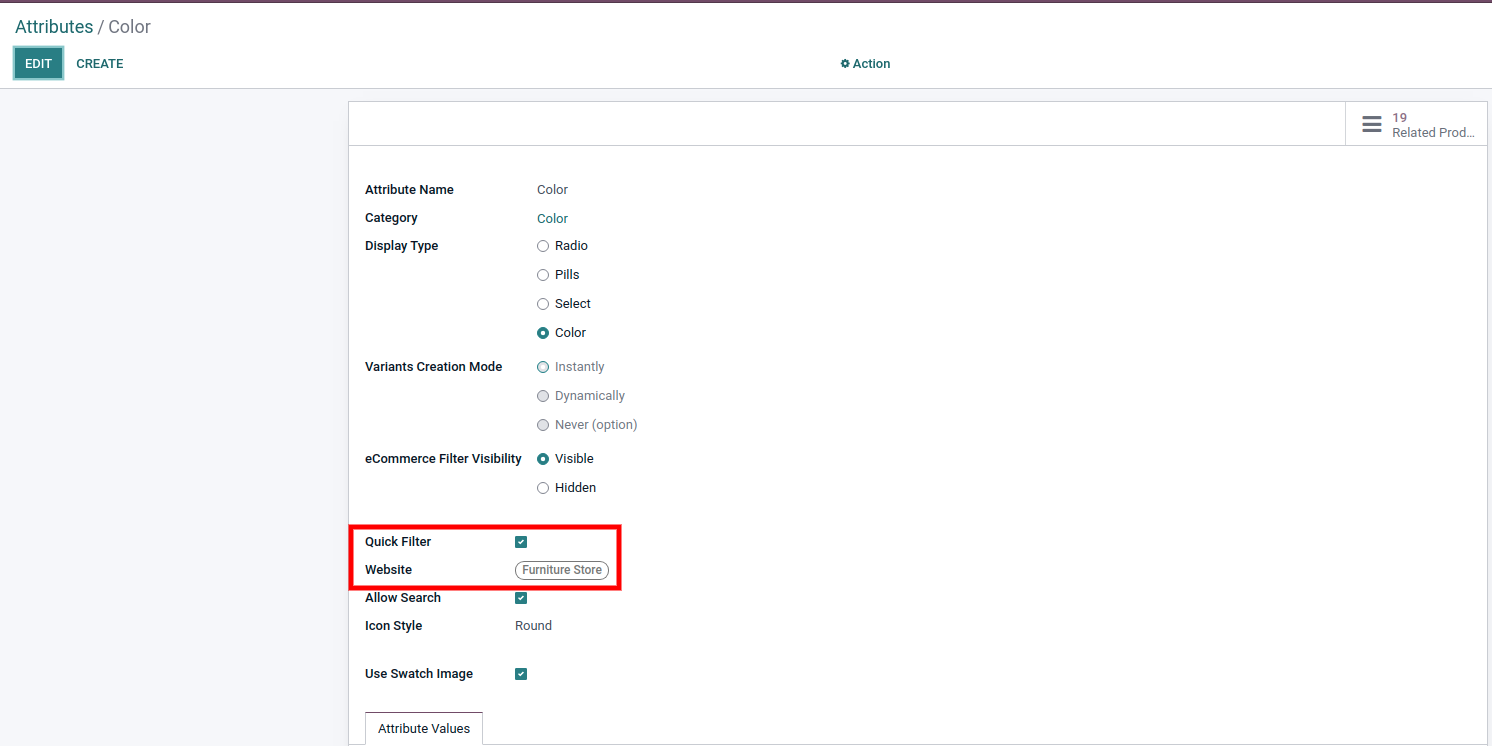 Attributes / Color
EDIT CREATE Action
19
Related Prod...
Attribute Name Color
Category Color
Display Type Radio
Pills
Select
Color
Variants Creation Mode Instantly
Dynamically
Never (option)
eCommerce Filter Visibility Visible
Hidden
Quick Filter
Website Furniture Store
Allow Search
Icon Style Round
Use Swatch Image
Attribute Values